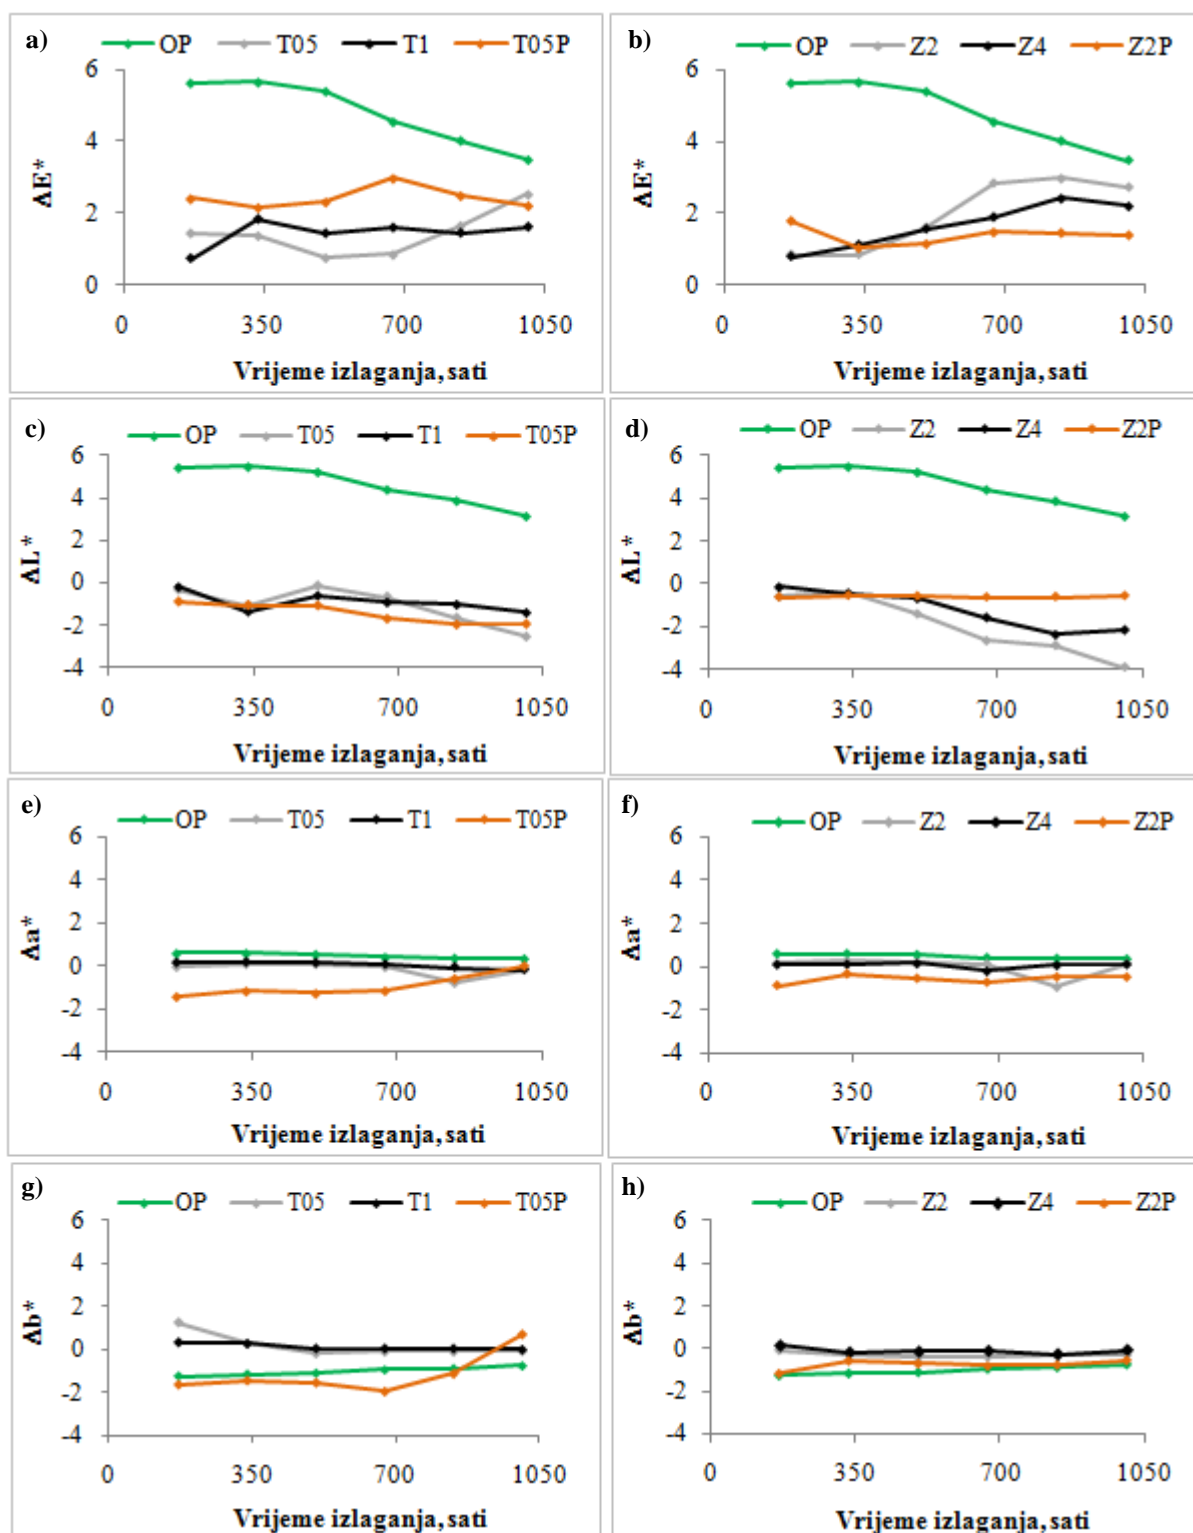 a)
OP T05 T1 T05P
6
4
2
0
ΔE*
0 350 700 1050
Vrijeme izlaganja, sati
b)
OP Z2 Z4 Z2P
6
4
2
0
ΔE*
0 350 700 1050
Vrijeme izlaganja, sati
c)
OP T05 T1 T05P
6
4
2
0
-2
-4
ΔL*
0 350 700 1050
Vrijeme izlaganja, sati
d)
OP Z2 Z4 Z2P
6
4
2
0
-2
-4
ΔL*
0 350 700 1050
Vrijeme izlaganja, sati
e)
OP T05 T1 T05P
6
4
2
0
-2
-4
Δa*
0 350 700 1050
Vrijeme izlaganja, sati
f)
OP Z2 Z4 Z2P
6
4
2
0
-2
-4
Δa*
0 350 700 1050
Vrijeme izlaganja, sati
g)
OP T05 T1 T05P
6
4
2
0
-2
-4
Δb*
0 350 700 1050
Vrijeme izlaganja, sati
h)
OP Z2 Z4 Z2P
6
4
2
0
-2
-4
Δb*
0 350 700 1050
Vrijeme izlaganja, sati